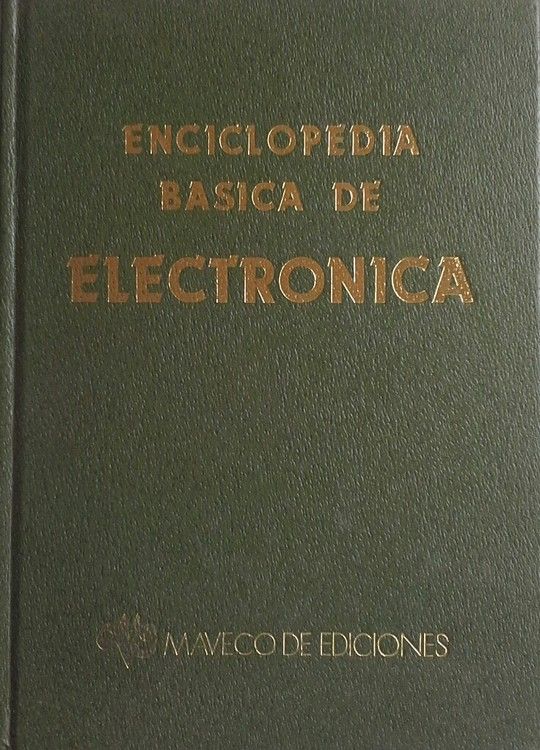 ENCICLOPEDIA
BASICA DE
ELECTRONICA
MAVECO DE EDICIONES